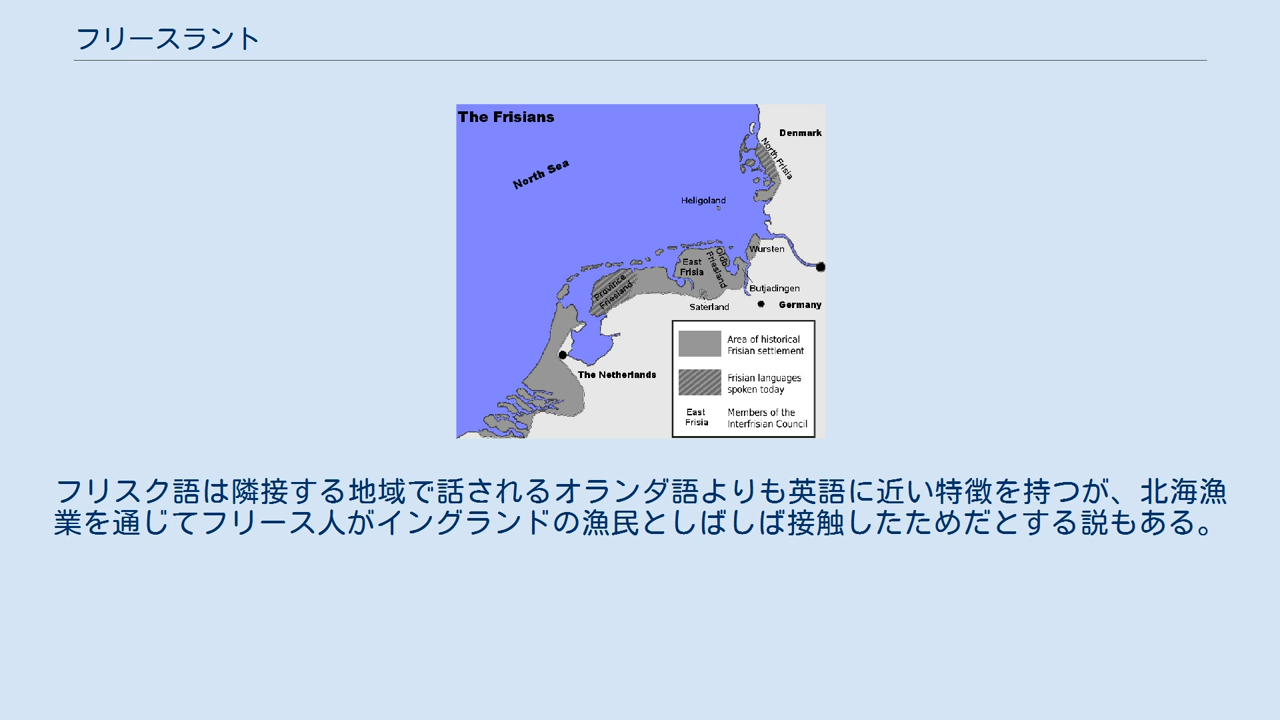 フリースラント
The Frisians
North Sea
Denmark
North Frisia
Heligoland
Wursten
East
Frisia
Oldb.
Friesland
Province
Friesland
Butjadingen
Saterland
Germany
The Netherlands
Area of historical
Frisian settlement
Frisian languages
spoken today
East
Frisia
Members of the
Interfrisian Council
フリスク語は隣接する地域で話されるオランダ語よりも英語に近い特徴を持つが、北海漁
業を通じてフリース人がイングランドの漁民としばしば接触したためだとする説もある。